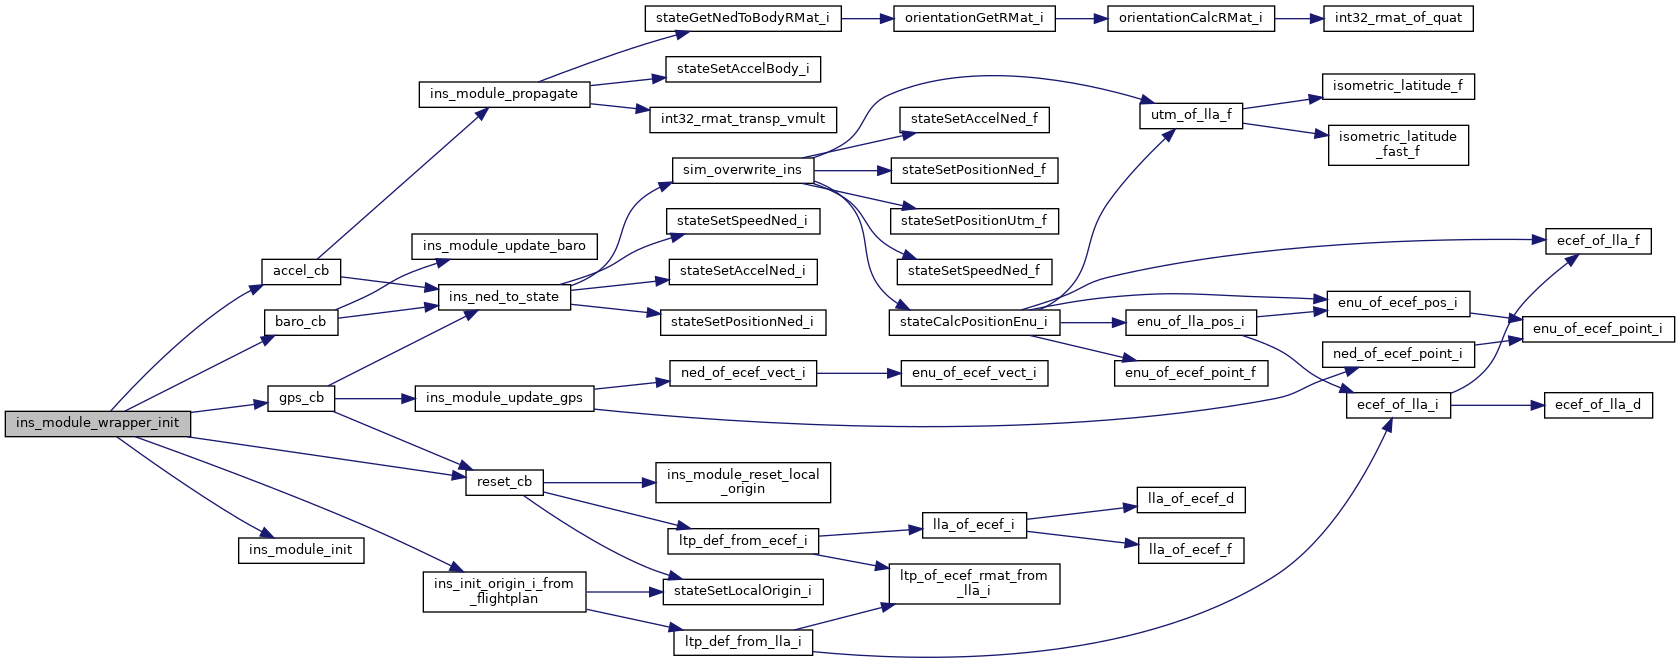 stateGetNedToBodyRMat_i
orientationGetRMat_i
orientationCalcRMat_i
int32_rmat_of_quat
stateSetAccelBody_i
isometric_latitude_f
ins_module_propagate
int32_rmat_transp_vmult
stateSetAccelNed_f
utm_of_lla_f
isometric_latitude
_fast_f
sim_overwrite_ins
stateSetPositionNed_f
stateSetSpeedNed_i
stateSetPositionUtm_f
ins_module_update_baro
ecef_of_lla_f
accel_cb
stateSetAccelNed_i
stateSetSpeedNed_f
ins_ned_to_state
enu_of_ecef_pos_i
baro_cb
stateSetPositionNed_i
stateCalcPositionEnu_i
enu_of_lla_pos_i
enu_of_ecef_point_i
ned_of_ecef_point_i
ned_of_ecef_vect_i
enu_of_ecef_vect_i
enu_of_ecef_point_f
gps_cb
ins_module_update_gps
ecef_of_lla_i
ecef_of_lla_d
ins_module_wrapper_init
reset_cb
ins_module_reset_local
_origin
lla_of_ecef_d
lla_of_ecef_i
ltp_def_from_ecef_i
ins_module_init
lla_of_ecef_f
ins_init_origin_i_from
_flightplan
stateSetLocalOrigin_i
ltp_of_ecef_rmat_from
_lla_i
ltp_def_from_lla_i